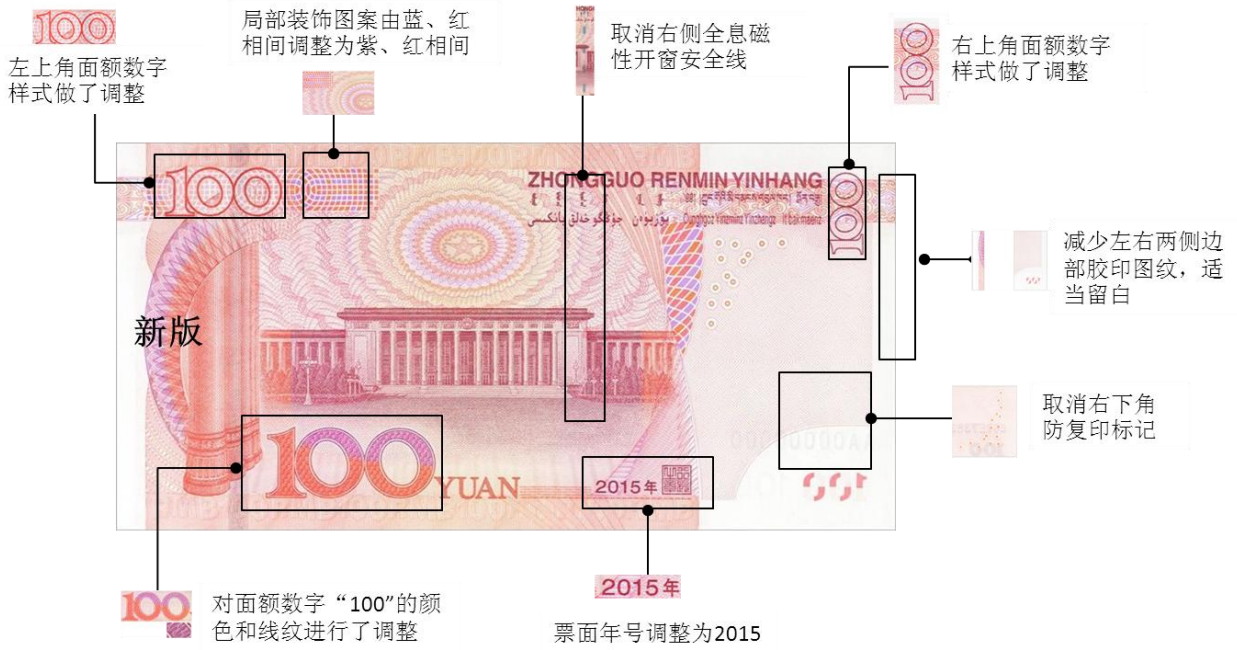 100
左上角面额数字
样式做了调整
局部装饰图案由蓝、红
相间调整为紫、红相间
取消右侧全息磁
性开窗安全线
100
右上角面额数字
样式做了调整
100
ZHONGGUO RENMIN YINHANG
100
减少左右两侧边
部胶印图纹，适
当留白
新版
取消右下角
防复印标记
100
YUAN
2015年
100
对面额数字“100”的颜
色和线纹进行了调整
2015年
票面年号调整为2015